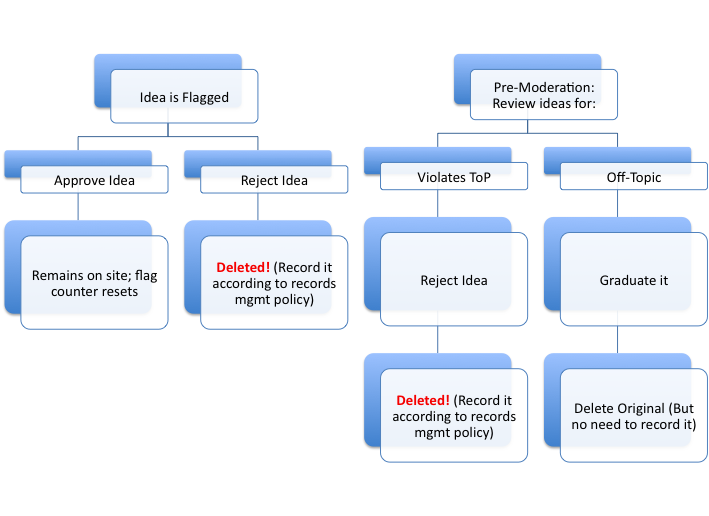 Idea is Flagged
Approve Idea
Reject Idea
Remains on site; flag
counter resets
Deleted! (Record it
according to records
mgmt policy)
Pre-Moderation:
Review ideas for:
Violates ToP
Off-Topic
Reject Idea
Graduate it
Deleted! (Record it
according to records
mgmt policy)
Delete Original (But
no need to record it)